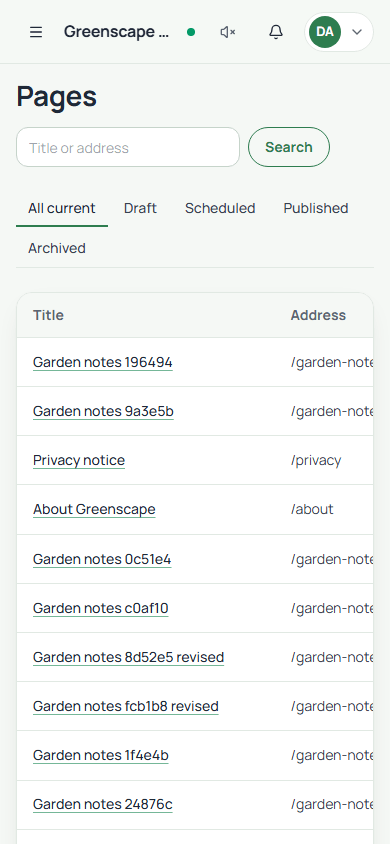 Greenscape ...
DA
Pages
Title or address
Search
All current Draft Scheduled Published
Archived
Title Address
Garden notes 196494 /garden-note
Garden notes 9a3e5b /garden-note
Privacy notice /privacy
About Greenscape /about
Garden notes 0c51e4 /garden-note
Garden notes c0af10 /garden-note
Garden notes 8d52e5 revised /garden-note
Garden notes fcb1b8 revised /garden-note
Garden notes 1f4e4b /garden-note
Garden notes 24876c /garden-note